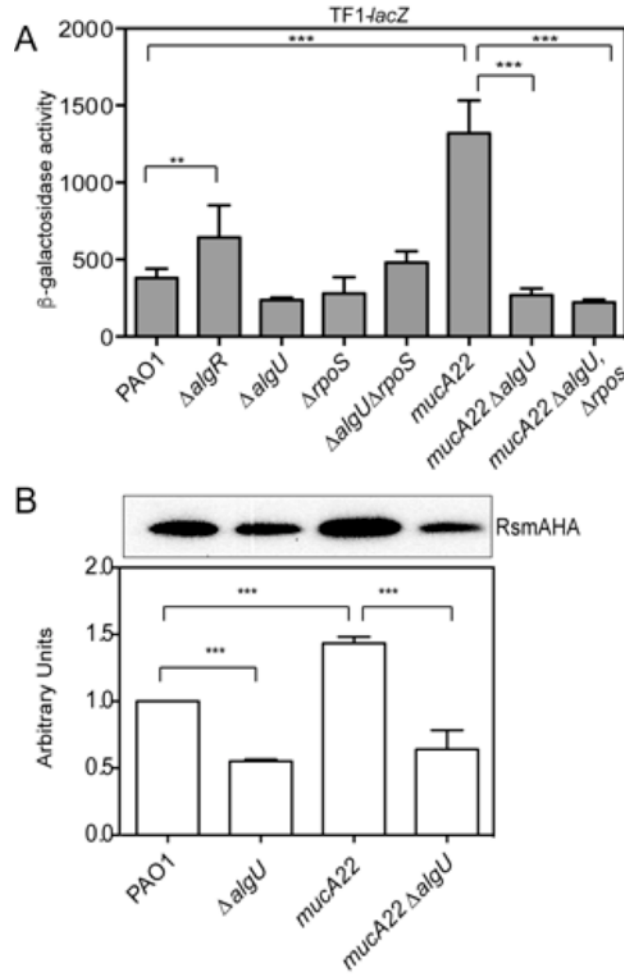 TF1-lacZ
A
β-galactosidase activity
2000
1500
1000
500
0
***
***
***
**
PAO1
ΔalgR
ΔalgU
ΔrpoS
ΔalgUΔrpoS
mucA22
mucA22 ΔalgU
mucA22 ΔalgU,
Δrpos
B
RsmAHA
Arbitrary Units
2.0
1.5
1.0
0.5
0.0
***
***
***
PAO1
ΔalgU
mucA22
mucA22 ΔalgU